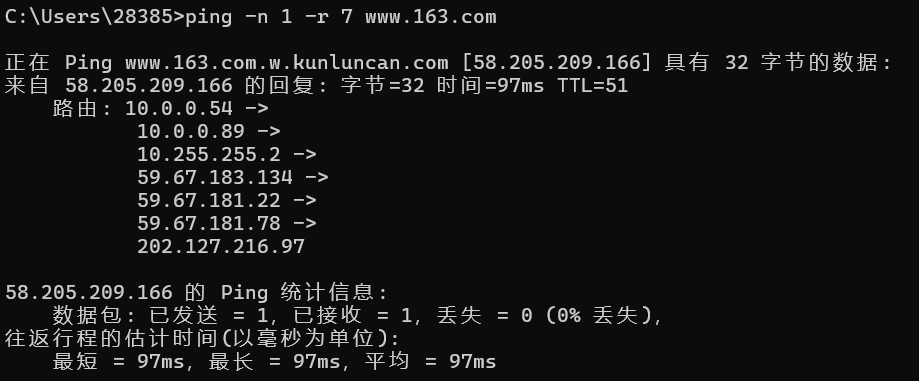 C:\Users\28385>ping -n 1 -r 7 www.163.com
正在 Ping www.163.com.w.kunluncan.com [58.205.209.166] 具有 32 字节的数据:
来自 58.205.209.166 的回复: 字节=32 时间=97ms TTL=51
路由: 10.0.0.54 ->
10.0.0.89 ->
10.255.255.2 ->
59.67.183.134 ->
59.67.181.22 ->
59.67.181.78 ->
202.127.216.97
58.205.209.166 的 Ping 统计信息:
数据包: 已发送 = 1, 已接收 = 1, 丢失 = 0 (0% 丢失),
往返行程的估计时间(以毫秒为单位):
最短 = 97ms, 最长 = 97ms, 平均 = 97ms